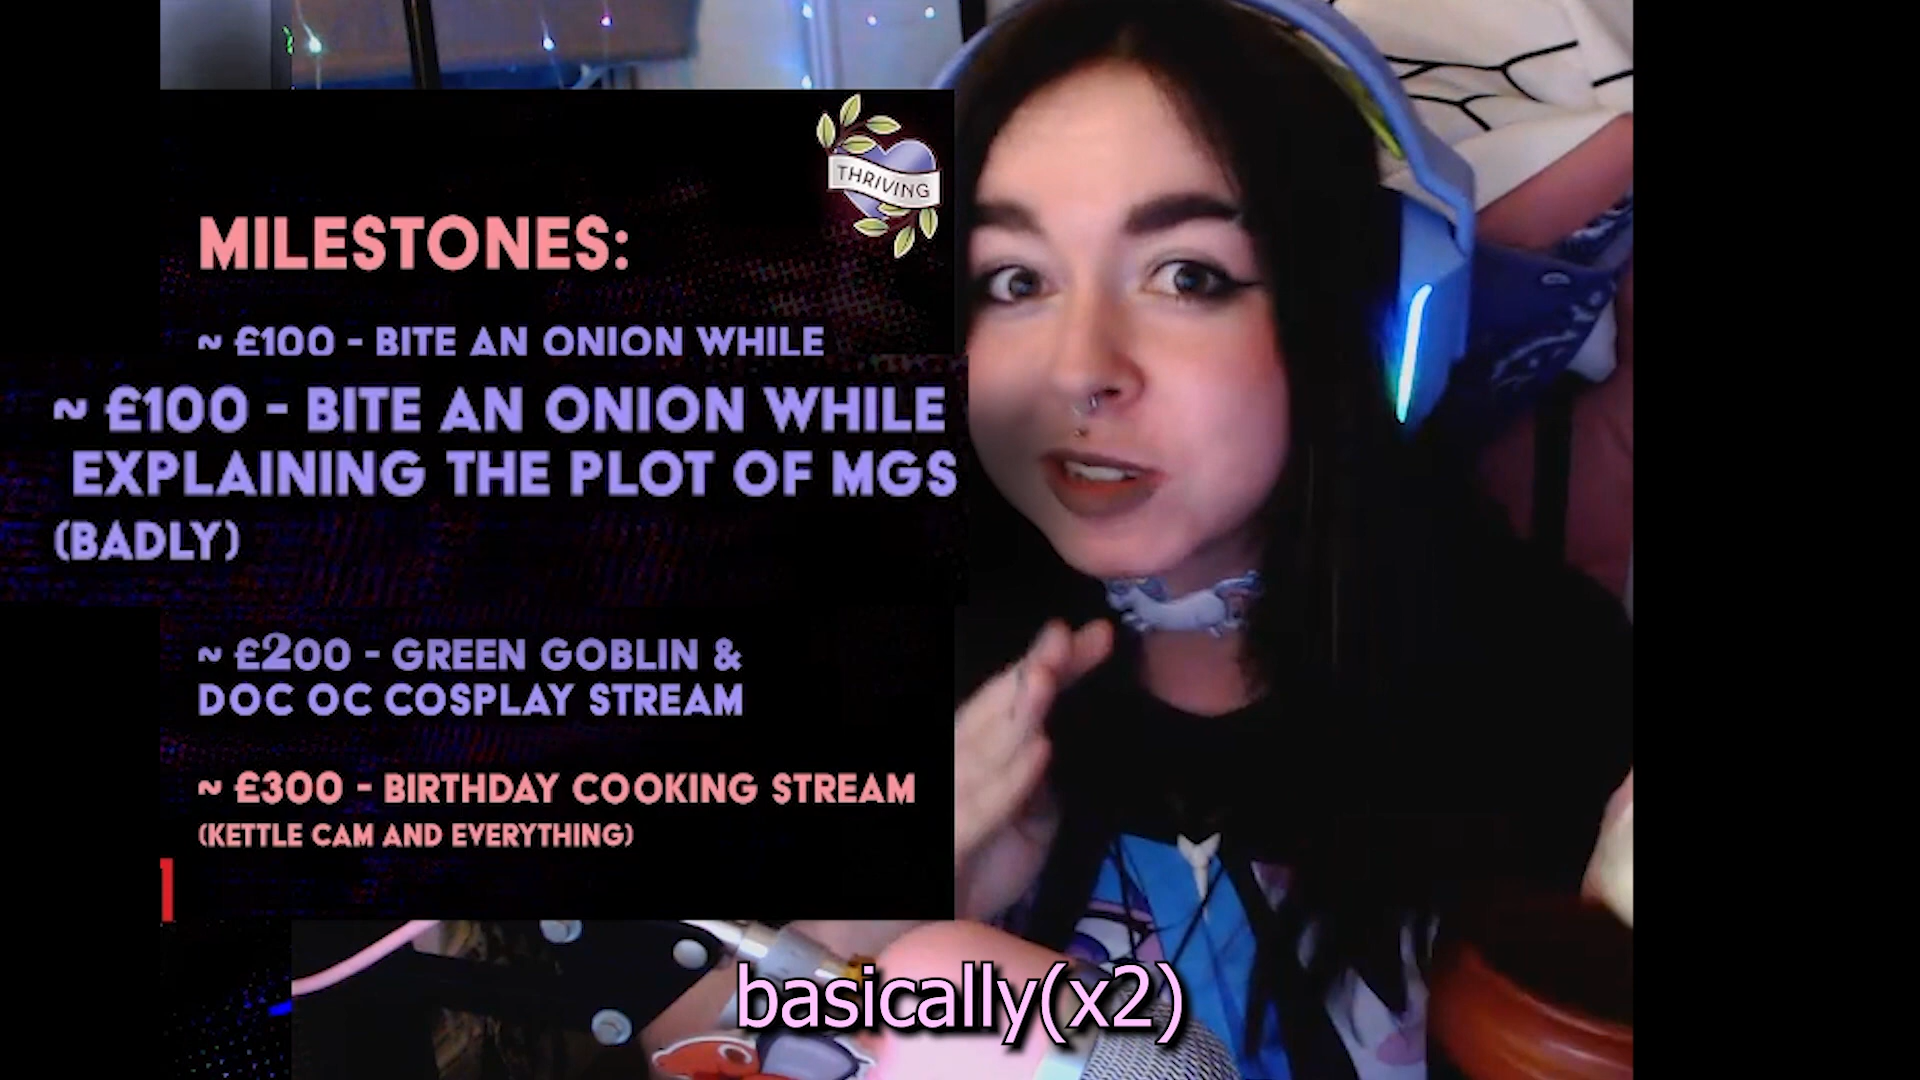 THRIVING
MILESTONES:
~ £100 - BITE AN ONION WHILE
~ £100 - BITE AN ONION WHILE
EXPLAINING THE PLOT OF MGS
(BADLY)
~ £200 - GREEN GOBLIN &
DOC OC COSPLAY STREAM
~ £300 - BIRTHDAY COOKING STREAM
(KETTLE CAM AND EVERYTHING)
basically(x2)